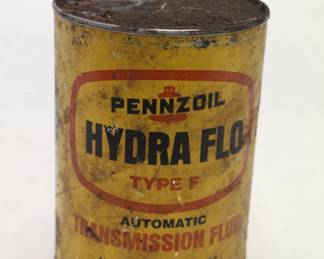 PENNZOIL
HYDRA FLO
TYPE F
AUTOMATIC
TRANSMISSION FLUID